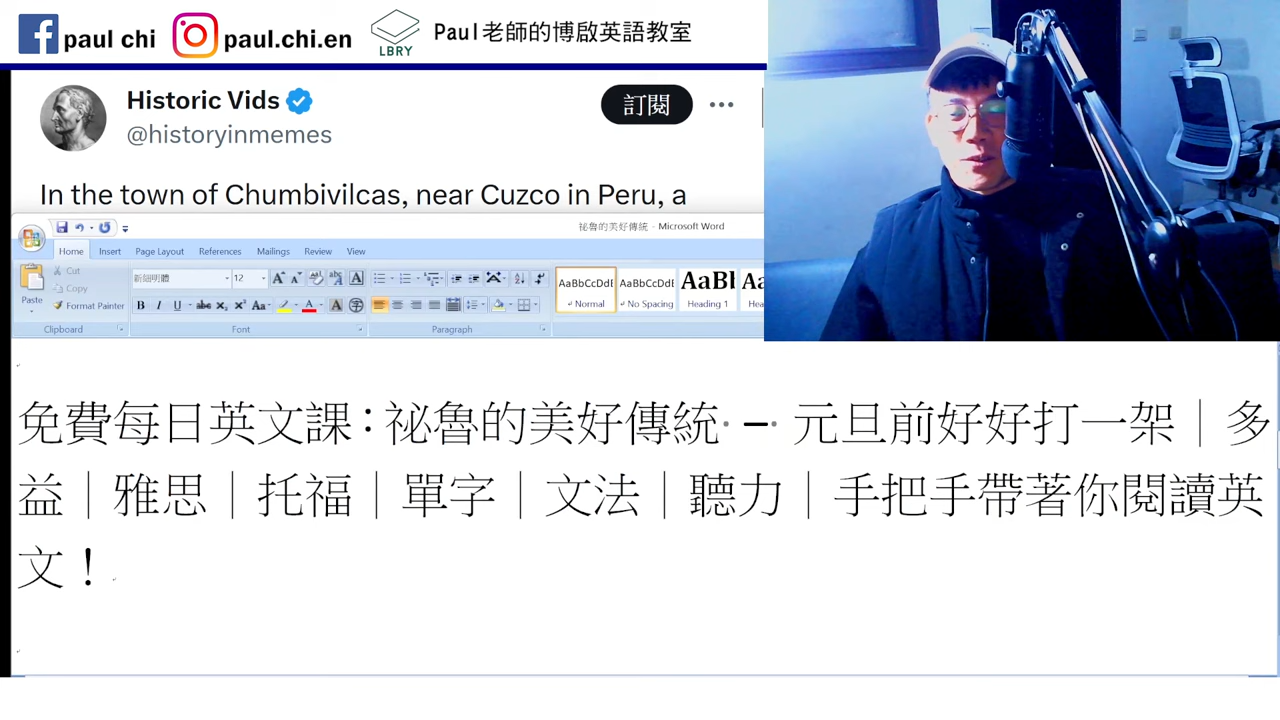 paul chi
paul.chi.en
LBRY
Paul老師的博啟英語教室
Historic Vids
@historyinmemes
訂閱
In the town of Chumbivilcas, near Cuzco in Peru, a
祕魯的美好傳統 - Microsoft Word
Home Insert Page Layout References Mailings Review View
Paste
Cut
Copy
Format Painter
Clipboard
新細明體 12
Font
Paragraph
AaBbCcDdE
Normal
AaBbCcDdE
No Spacing
AaBb
Heading 1
免費每日英文課：祕魯的美好傳統 – 元旦前好好打一架｜多
益｜雅思｜托福｜單字｜文法｜聽力｜手把手帶著你閱讀英
文！